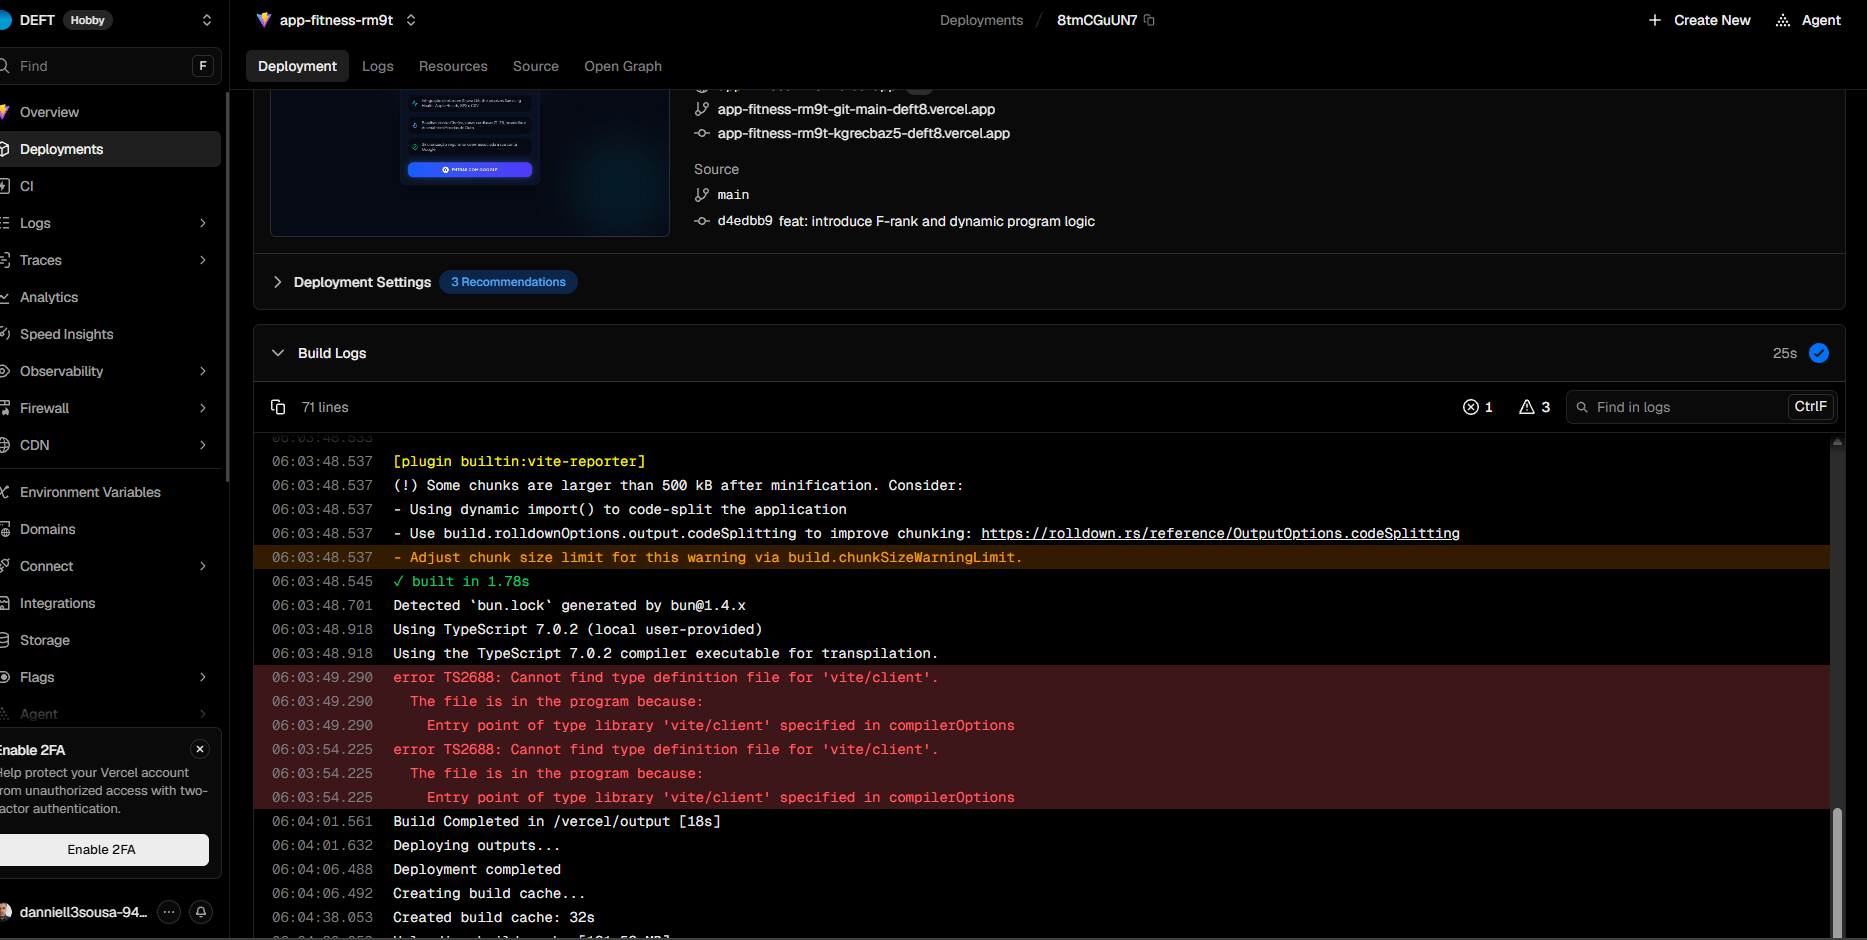 DEFT Hobby
app-fitness-rm9t
Deployments / 8tmCGuUN7
Create New
Agent
Find F
Deployment Logs Resources Source Open Graph
Overview
Deployments
CI
Logs
Traces
Analytics
Speed Insights
Observability
Firewall
CDN
Environment Variables
Domains
Connect
Integrations
Storage
Flags
Agent
Enable 2FA
Help protect your Vercel account
from unauthorized access with two-
factor authentication.
Enable 2FA
danniell3sousa-94...
ENTRAR COM GOOGLE
app-fitness-rm9t-git-main-deft8.vercel.app
app-fitness-rm9t-kgrecbaz5-deft8.vercel.app
Source
main
d4edbb9 feat: introduce F-rank and dynamic program logic
Deployment Settings 3 Recommendations
Build Logs 25s
71 lines 1 3 Find in logs CtrlF
06:03:48.533
06:03:48.537 [plugin builtin:vite-reporter]
06:03:48.537 (!) Some chunks are larger than 500 kB after minification. Consider:
06:03:48.537 - Using dynamic import() to code-split the application
06:03:48.537 - Use build.rolldownOptions.output.codeSplitting to improve chunking: https://rolldown.rs/reference/OutputOptions.codeSplitting
06:03:48.537 - Adjust chunk size limit for this warning via build.chunkSizeWarningLimit.
06:03:48.545 ✓ built in 1.78s
06:03:48.701 Detected `bun.lock` generated by bun@1.4.x
06:03:48.918 Using TypeScript 7.0.2 (local user-provided)
06:03:48.918 Using the TypeScript 7.0.2 compiler executable for transpilation.
06:03:49.290 error TS2688: Cannot find type definition file for 'vite/client'.
06:03:49.290 The file is in the program because:
06:03:49.290 Entry point of type library 'vite/client' specified in compilerOptions
06:03:54.225 error TS2688: Cannot find type definition file for 'vite/client'.
06:03:54.225 The file is in the program because:
06:03:54.225 Entry point of type library 'vite/client' specified in compilerOptions
06:04:01.561 Build Completed in /vercel/output [18s]
06:04:01.632 Deploying outputs...
06:04:06.488 Deployment completed
06:04:06.492 Creating build cache...
06:04:38.053 Created build cache: 32s